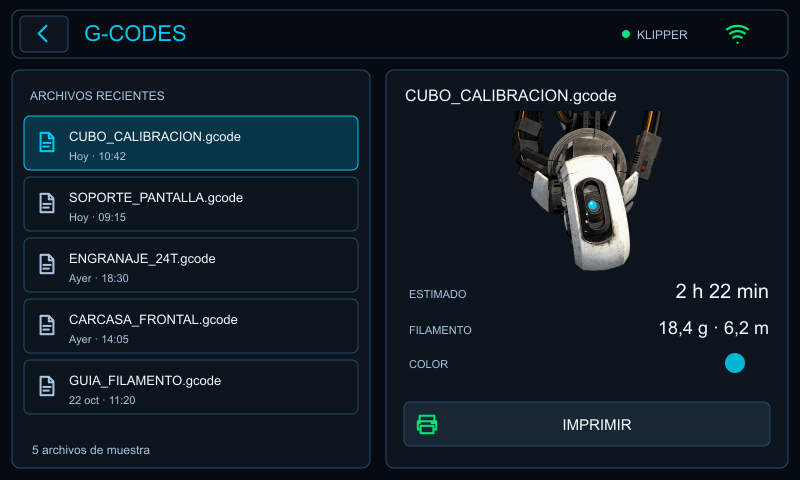 G-CODES
KLIPPER
ARCHIVOS RECIENTES
CUBO_CALIBRACION.gcode
Hoy · 10:42
SOPORTE_PANTALLA.gcode
Hoy · 09:15
ENGRANAJE_24T.gcode
Ayer · 18:30
CARCASA_FRONTAL.gcode
Ayer · 14:05
GUIA_FILAMENTO.gcode
22 oct · 11:20
5 archivos de muestra
CUBO_CALIBRACION.gcode
ESTIMADO 2 h 22 min
FILAMENTO 18,4 g · 6,2 m
COLOR
IMPRIMIR